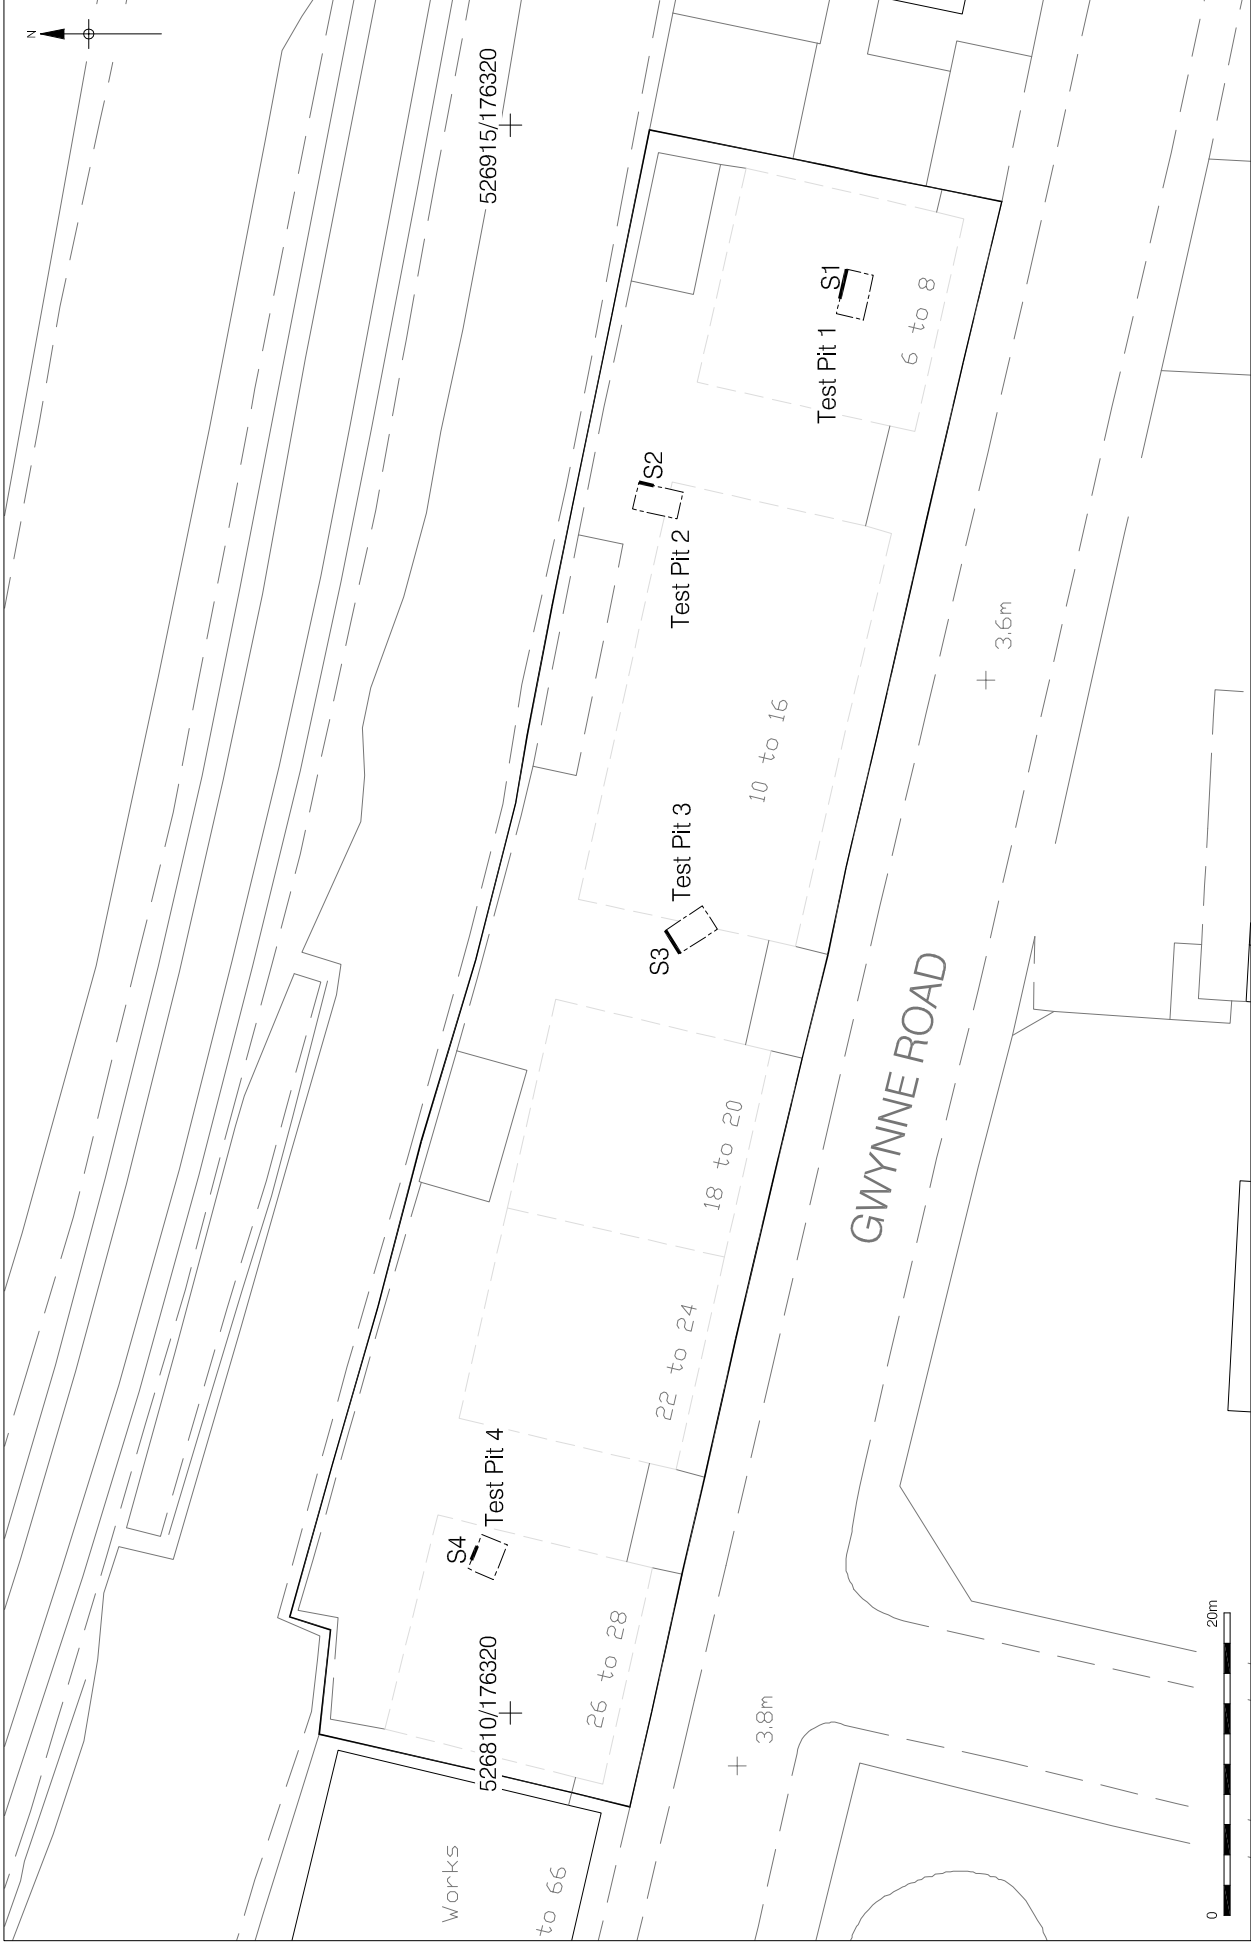 N
526915/176320
S1
Test Pit 1
6 to 8
S2
Test Pit 2
3.6m
10 to 16
Test Pit 3
S3
GWYNNE ROAD
18 to 20
22 to 24
Test Pit 4
S4
26 to 28
526810/176320
3.8m
Works
to 66
0
20m